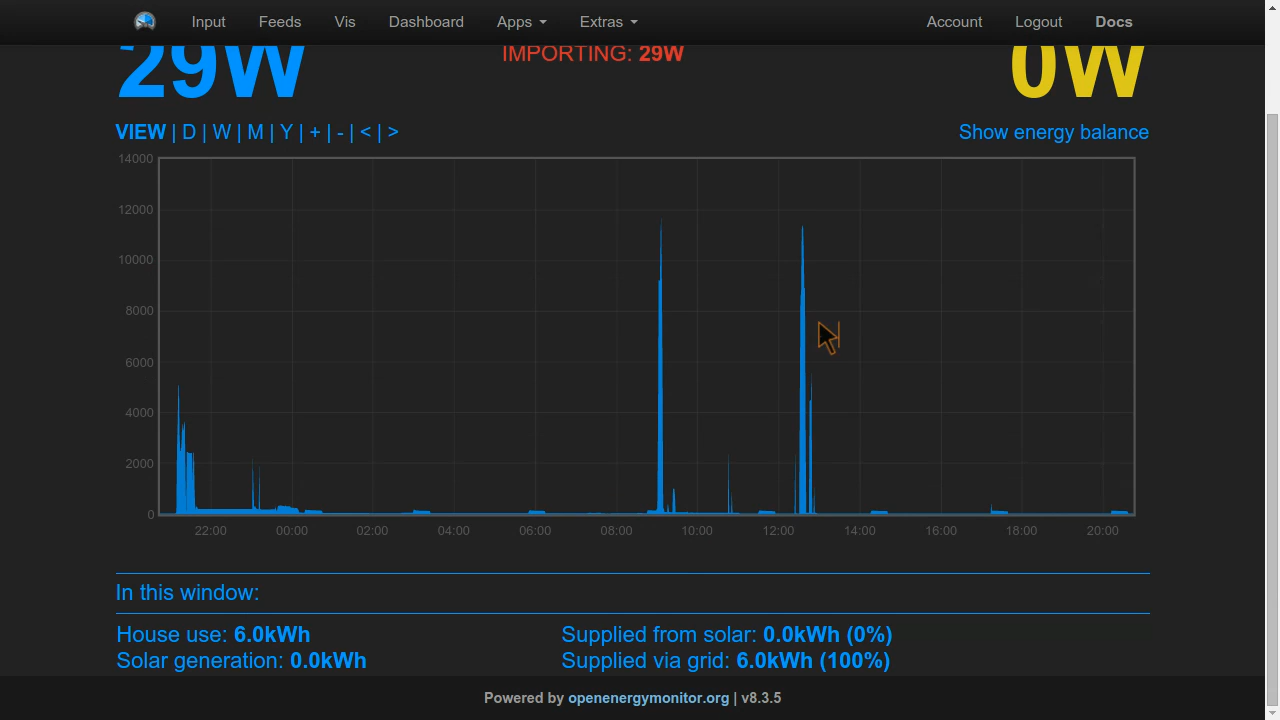 Input Feeds Vis Dashboard Apps Extras Account Logout Docs
29W IMPORTING: 29W 0W
VIEW | D | W | M | Y | + | - | < | > Show energy balance
14000
12000
10000
8000
6000
4000
2000
0
22:00 00:00 02:00 04:00 06:00 08:00 10:00 12:00 14:00 16:00 18:00 20:00
In this window:
House use: 6.0kWh Supplied from solar: 0.0kWh (0%)
Solar generation: 0.0kWh Supplied via grid: 6.0kWh (100%)
Powered by openenergymonitor.org | v8.3.5